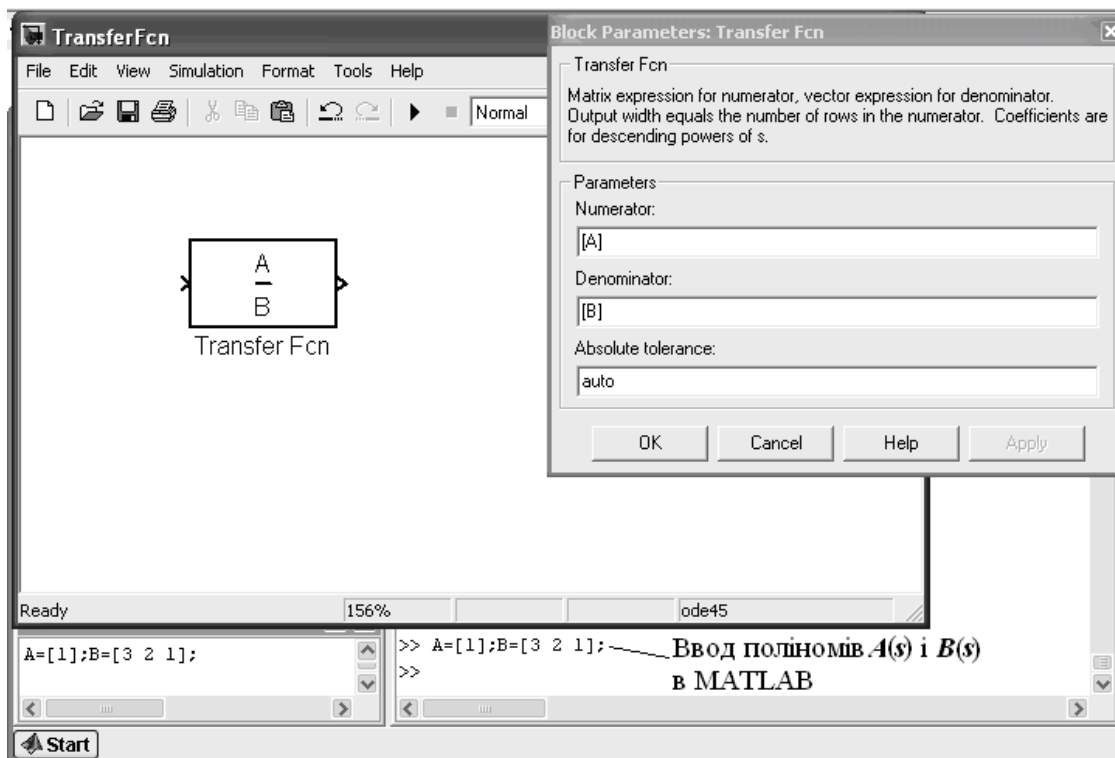 TransferFcn
File Edit View Simulation Format Tools Help
Normal
A
B
Transfer Fcn
Ready 156% ode45
Block Parameters: Transfer Fcn
Transfer Fcn
Matrix expression for numerator, vector expression for denominator.
Output width equals the number of rows in the numerator. Coefficients are
for descending powers of s.
Parameters
Numerator:
[A]
Denominator:
[B]
Absolute tolerance:
auto
OK Cancel Help Apply
A=[1];B=[3 2 1];
>> A=[1];B=[3 2 1];
>>
Ввод поліномів A(s) і B(s)
в MATLAB
Start